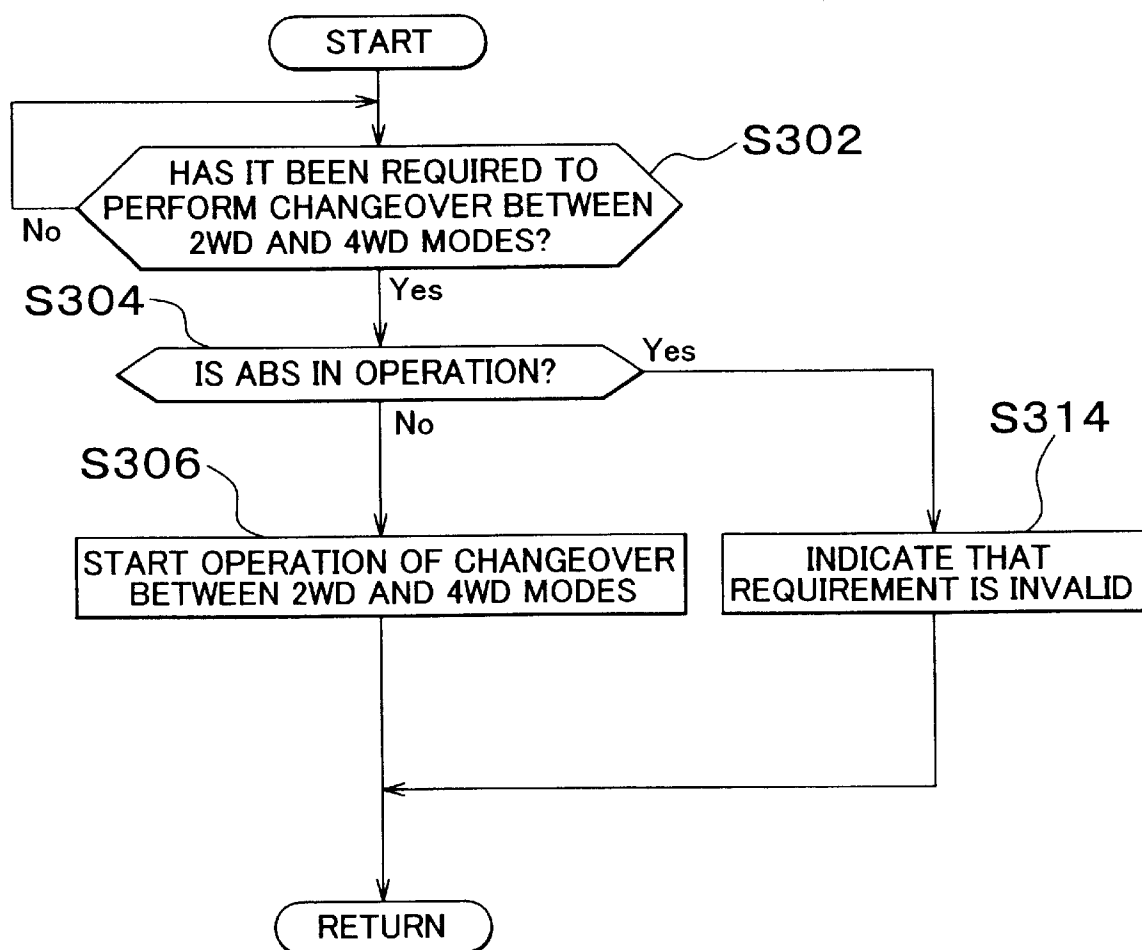 START
S302
HAS IT BEEN REQUIRED TO
PERFORM CHANGEOVER BETWEEN
2WD AND 4WD MODES?
No
Yes
S304
IS ABS IN OPERATION?
Yes
No
S306
S314
START OPERATION OF CHANGEOVER
BETWEEN 2WD AND 4WD MODES
INDICATE THAT
REQUIREMENT IS INVALID
RETURN